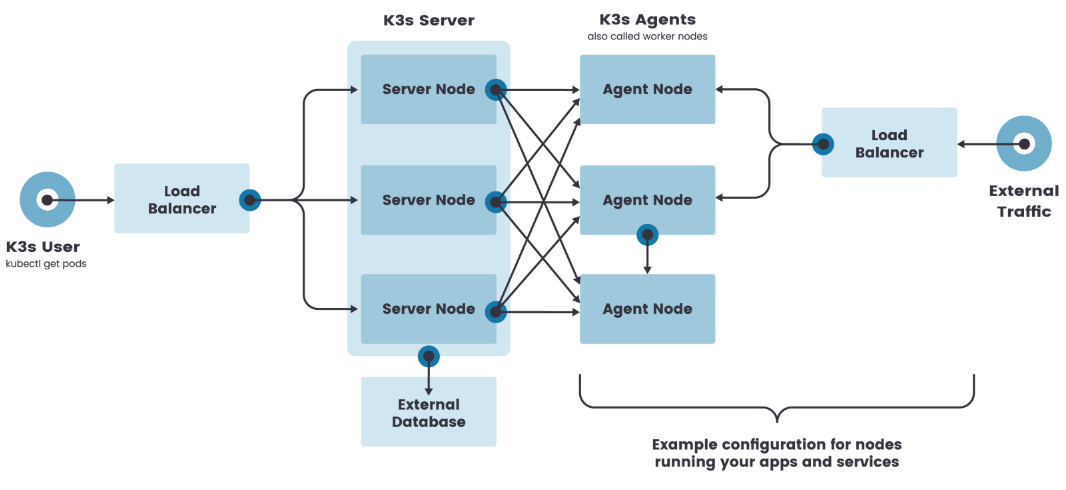 K3s Server
K3s Agents
also called worker nodes
Server Node
Agent Node
Load
Balancer
External
Traffic
Load
Balancer
K3s User
kubectl get pods
Server Node
Agent Node
Server Node
Agent Node
External
Database
Example configuration for nodes
running your apps and services